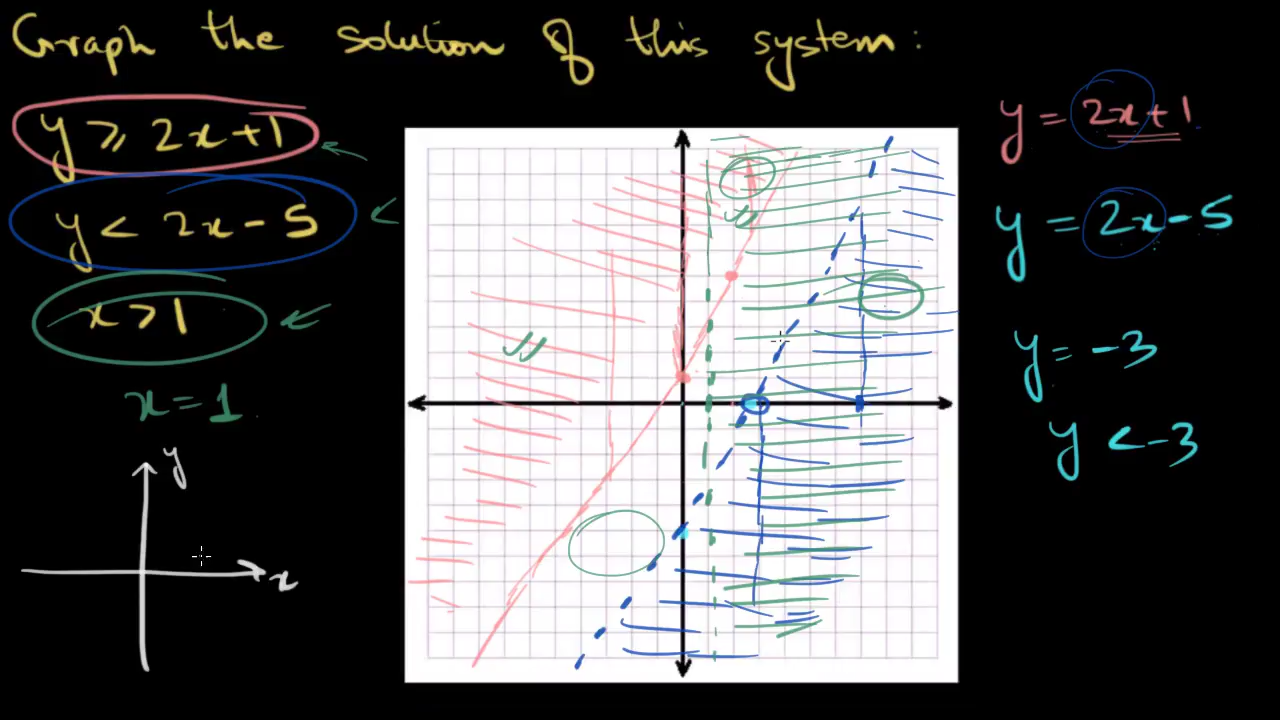 Graph the solution of this system:
y ⩾ 2x+1
y < 2x-5
x > 1
x = 1
y
x
y = 2x+1
y = 2x-5
y = -3
y < -3